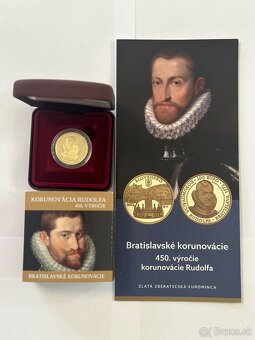 KORUNOVÁCIA RUDOLFA
450. VÝROČIE
BRATISLAVSKÉ KORUNOVÁCIE
Bratislavské korunovácie
450. výročie
korunovácie Rudolfa
ZLATÁ ZBERATEĽSKÁ EUROMINCA
bazos.sk